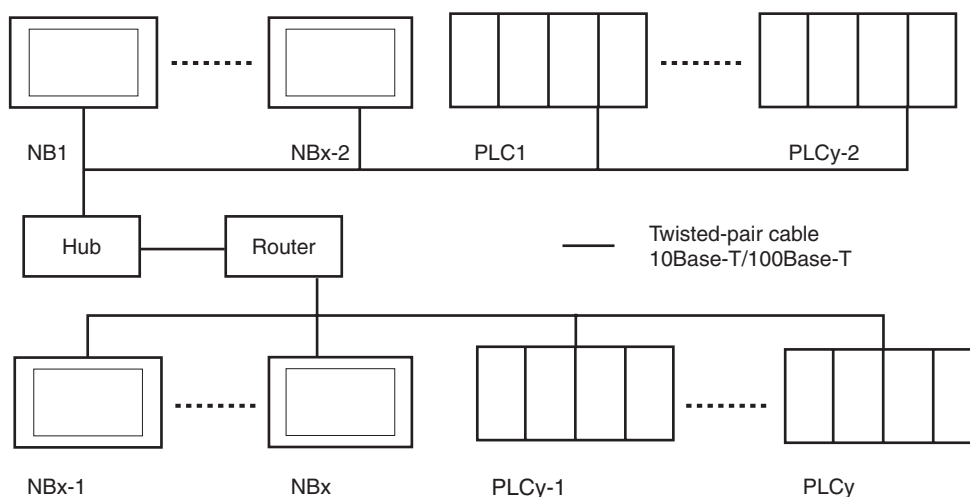 NB1
NBx-2
PLC1
PLCy-2
Hub
Router
Twisted-pair cable
10Base-T/100Base-T
NBx-1
NBx
PLCy-1
PLCy